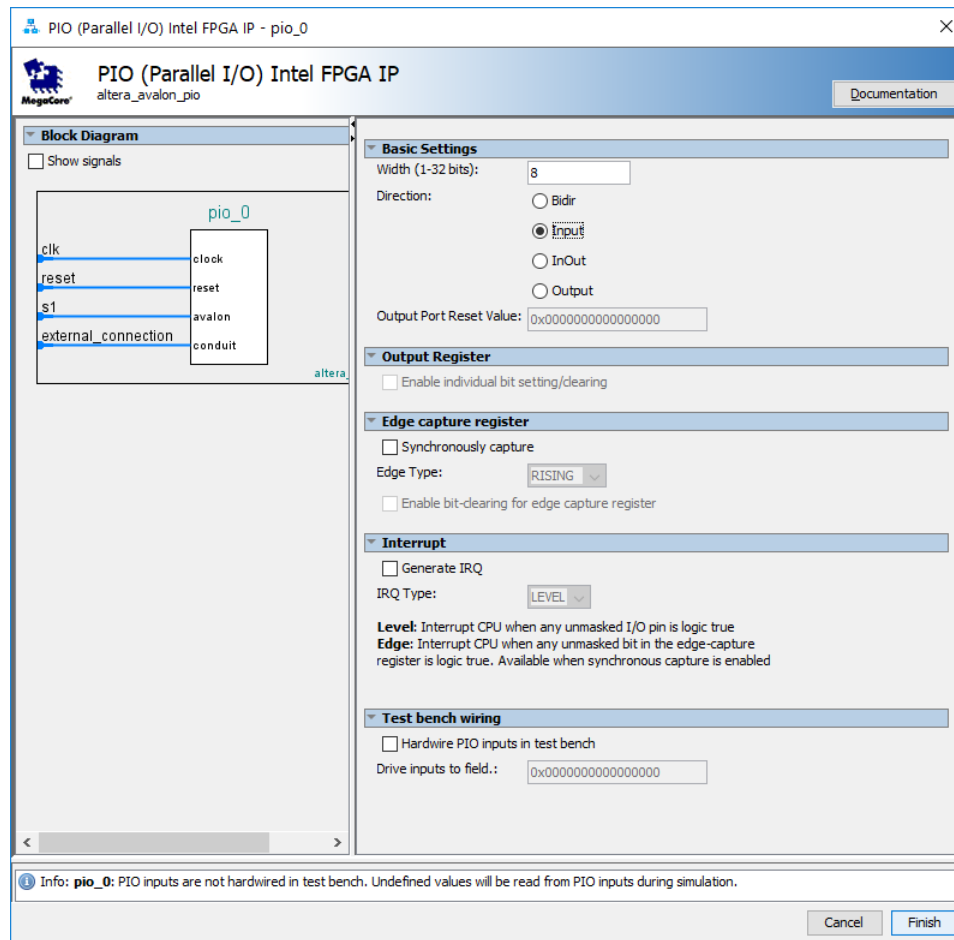 PIO (Parallel I/O) Intel FPGA IP - pio_0
MegaCore®
PIO (Parallel I/O) Intel FPGA IP
altera_avalon_pio
Documentation
Block Diagram
Show signals
pio_0
clk
clock
reset
reset
s1
avalon
external_connection
conduit
altera_
Basic Settings
Width (1-32 bits): 8
Direction: Bidir
Input
InOut
Output
Output Port Reset Value: 0x0000000000000000
Output Register
Enable individual bit setting/clearing
Edge capture register
Synchronously capture
Edge Type: RISING
Enable bit-clearing for edge capture register
Interrupt
Generate IRQ
IRQ Type: LEVEL
Level: Interrupt CPU when any unmasked I/O pin is logic true
Edge: Interrupt CPU when any unmasked bit in the edge-capture
register is logic true. Available when synchronous capture is enabled
Test bench wiring
Hardwire PIO inputs in test bench
Drive inputs to field.: 0x0000000000000000
Info: pio_0: PIO inputs are not hardwired in test bench. Undefined values will be read from PIO inputs during simulation.
Cancel Finish